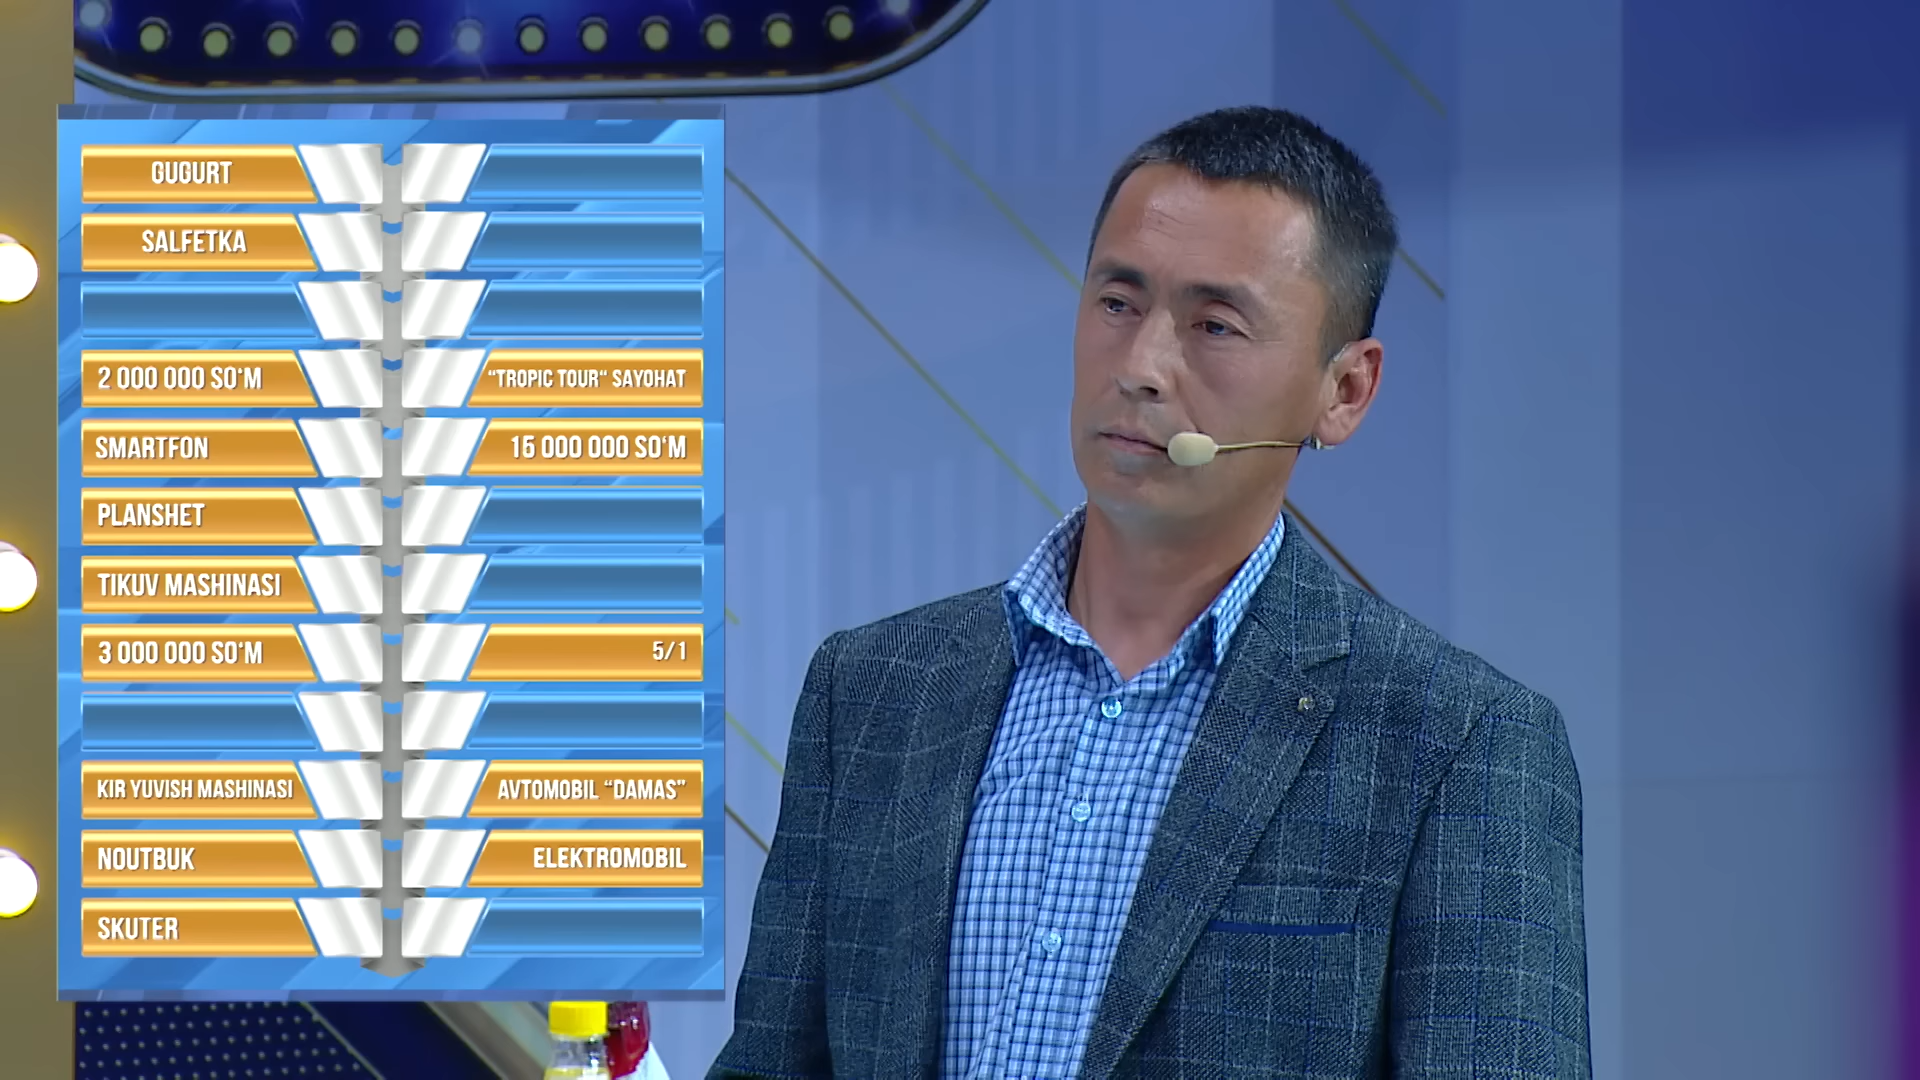 GUGURT
SALFETKA
2 000 000 SO‘M
“TROPIC TOUR“ SAYOHAT
SMARTFON
15 000 000 SO‘M
PLANSHET
TIKUV MASHINASI
3 000 000 SO‘M
5/1
KIR YUVISH MASHINASI
AVTOMOBIL “DAMAS”
NOUTBUK
ELEKTROMOBIL
SKUTER